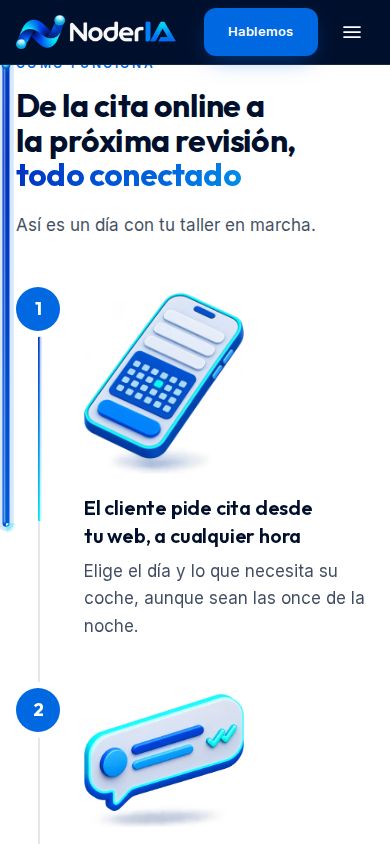 NoderIA
Hablemos
CÓMO FUNCIONA
De la cita online a
la próxima revisión,
todo conectado
Así es un día con tu taller en marcha.
1
El cliente pide cita desde
tu web, a cualquier hora
Elige el día y lo que necesita su
coche, aunque sean las once de la
noche.
2